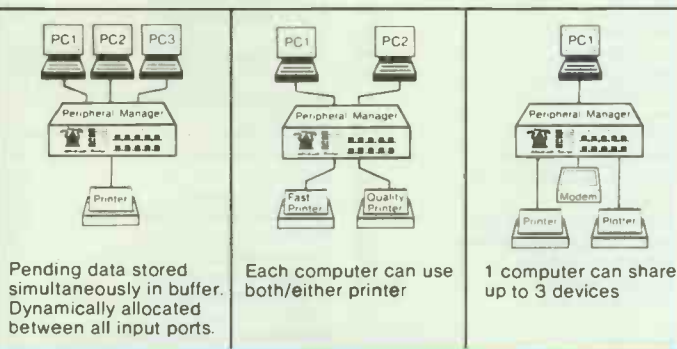 PC1 PC2 PC3
Peripheral Manager
Printer
Pending data stored
simultaneously in buffer.
Dynamically allocated
between all input ports.
PC1 PC2
Peripheral Manager
Fast Printer
Quality Printer
Each computer can use
both/either printer
PC1
Peripheral Manager
Modem
Printer Plotter
1 computer can share
up to 3 devices